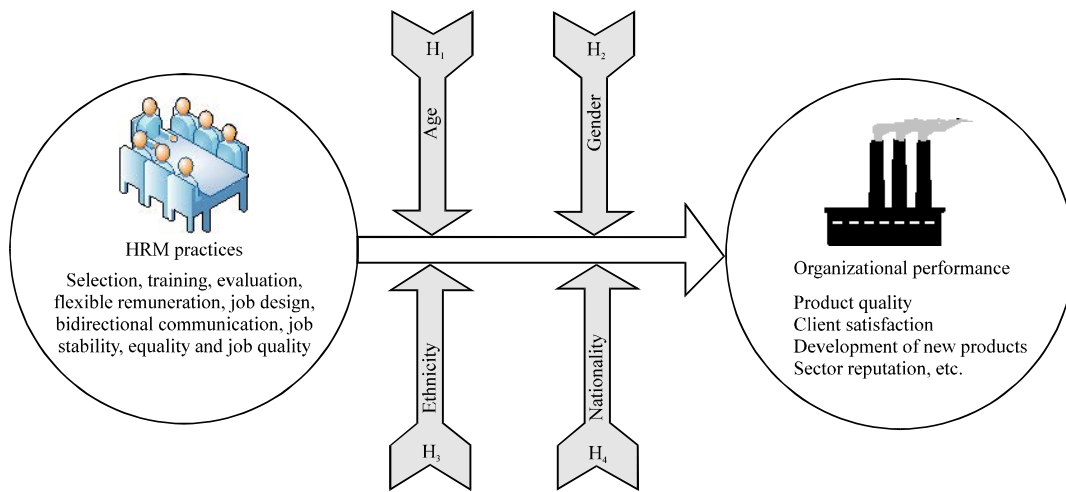 H1
Age
H2
Gender
HRM practices
Selection, training, evaluation,
flexible remuneration, job design,
bidirectional communication, job
stability, equality and job quality
Organizational performance
Product quality
Client satisfaction
Development of new products
Sector reputation, etc.
Ethnicity
H3
Nationality
H4